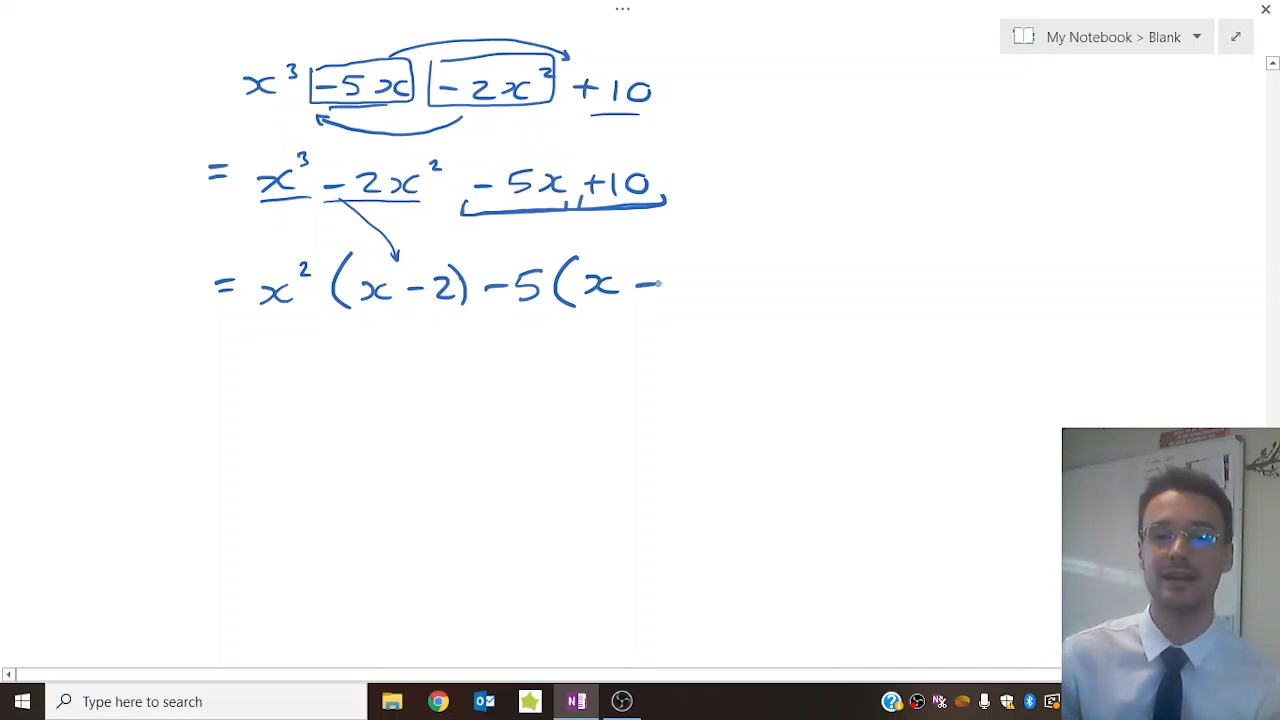 ...
My Notebook > Blank
x³ -5x -2x² +10
= x³ -2x² -5x +10
= x² (x-2) -5(x -
Type here to search